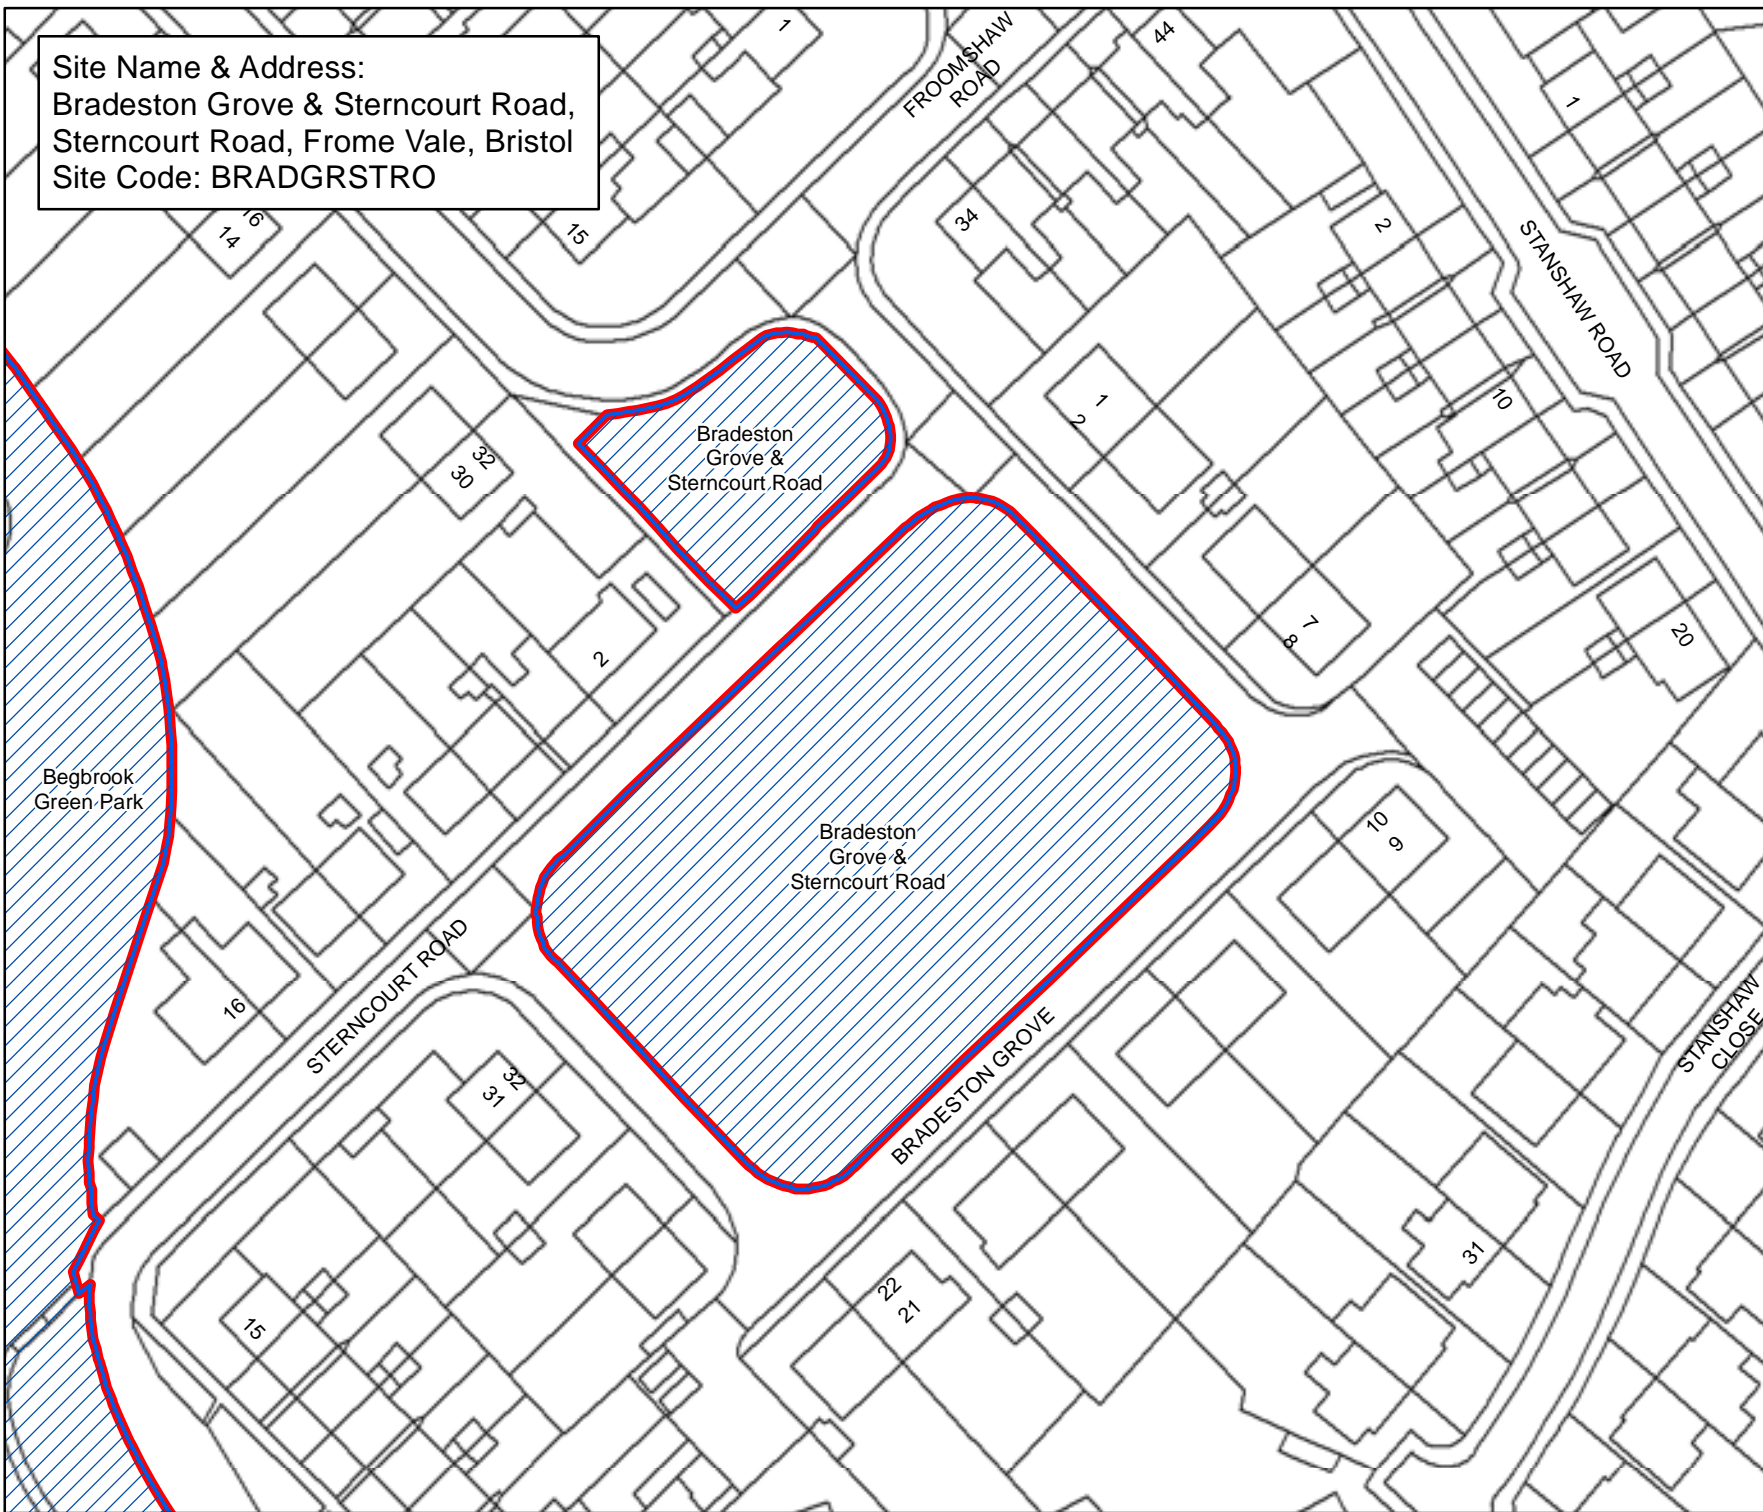 Site Name & Address:
Bradeston Grove & Sterncourt Road,
Sterncourt Road, Frome Vale, Bristol
Site Code: BRADGRSTRO
1
44
FROOMSHAW
ROAD
1
16
14
15
34
2
STANSHAW ROAD
1
2
10
Bradeston
Grove &
Sterncourt Road
32
30
7
8
20
2
Begbrook
Green Park
Bradeston
Grove &
Sterncourt Road
10
9
STERNCOURT ROAD
16
STANSHAW
CLOSE
BRADESTON GROVE
32
31
31
22
21
15